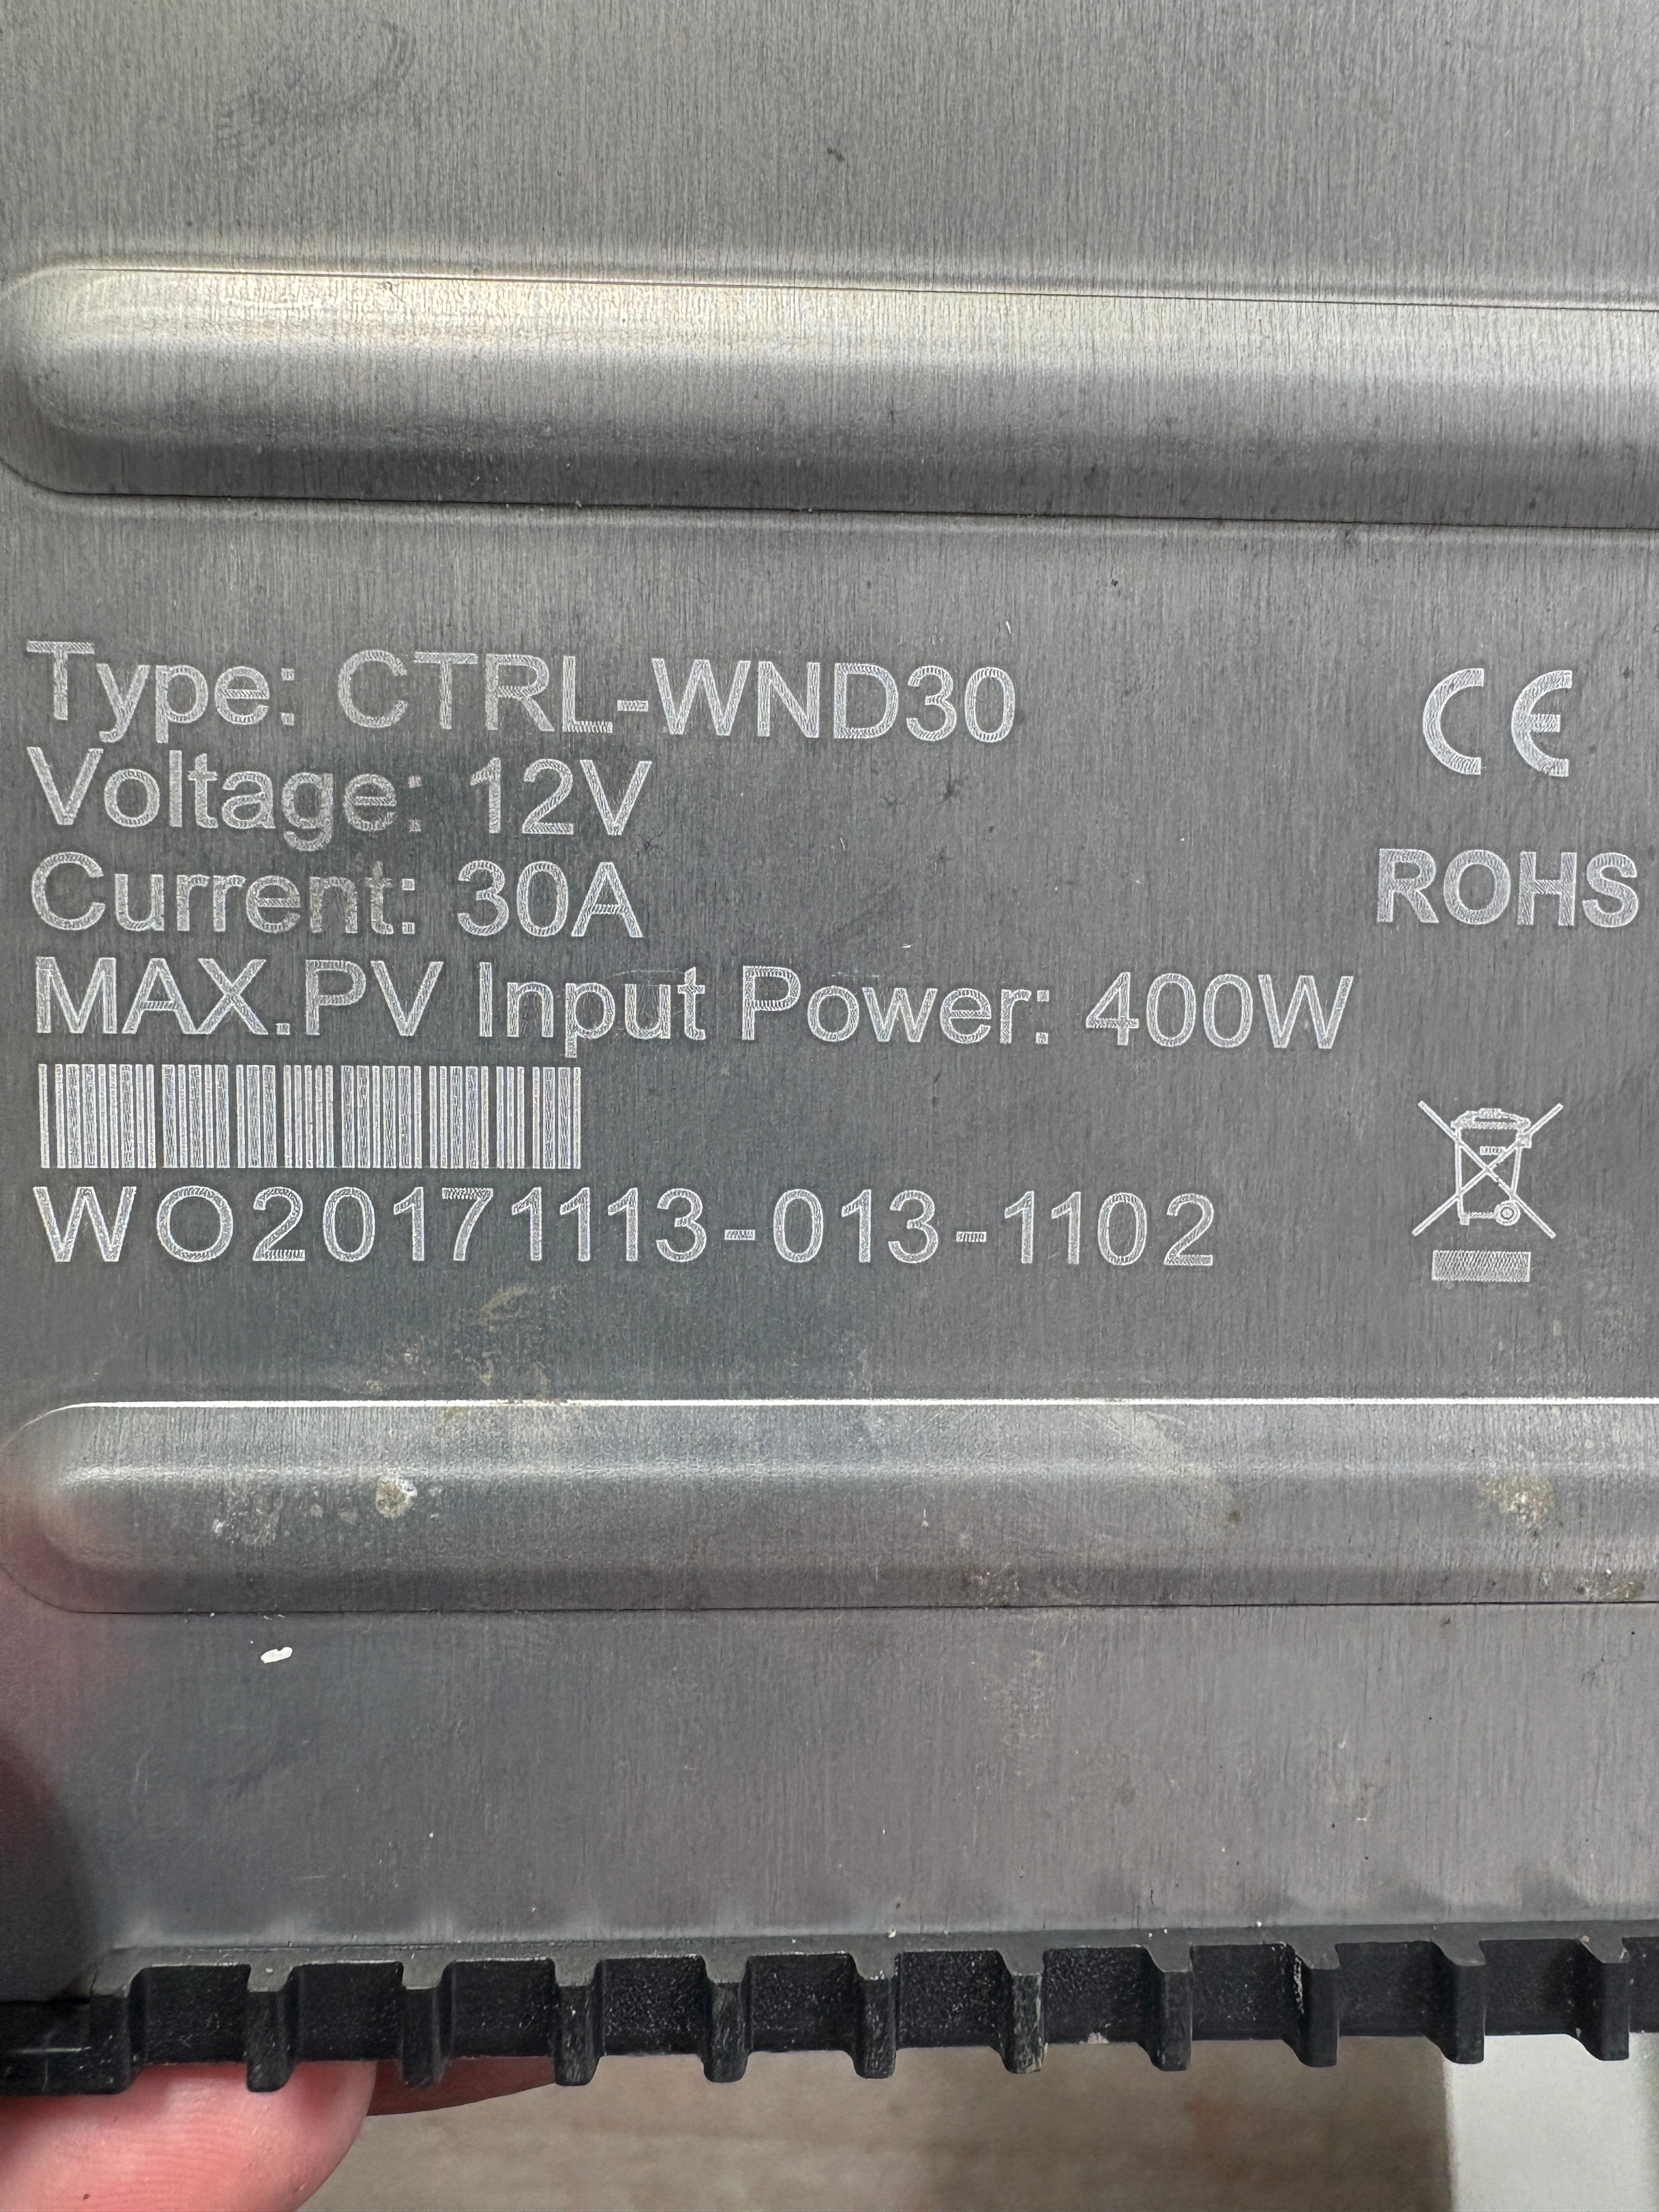 Type: CTRL-WND30
CE
Voltage: 12V
Current: 30A
ROHS
MAX.PV Input Power: 400W
WO20171113-013-1102